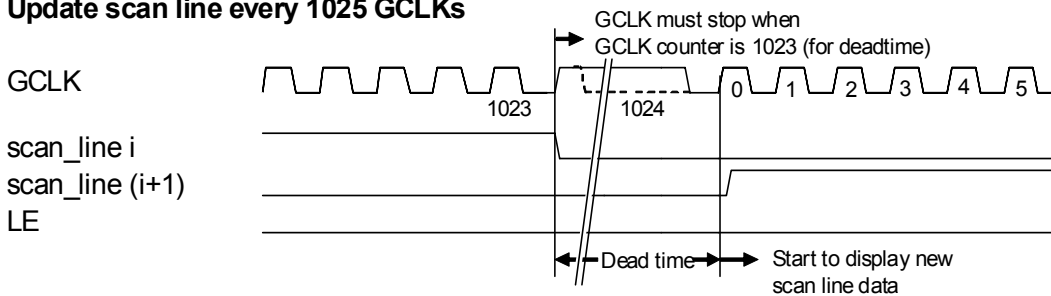 Update scan line every 1025 GCLKs
GCLK must stop when
GCLK counter is 1023 (for deadtime)
GCLK
1023
1024
0 1 2 3 4 5
scan_line i
scan_line (i+1)
LE
Dead time
Start to display new
scan line data